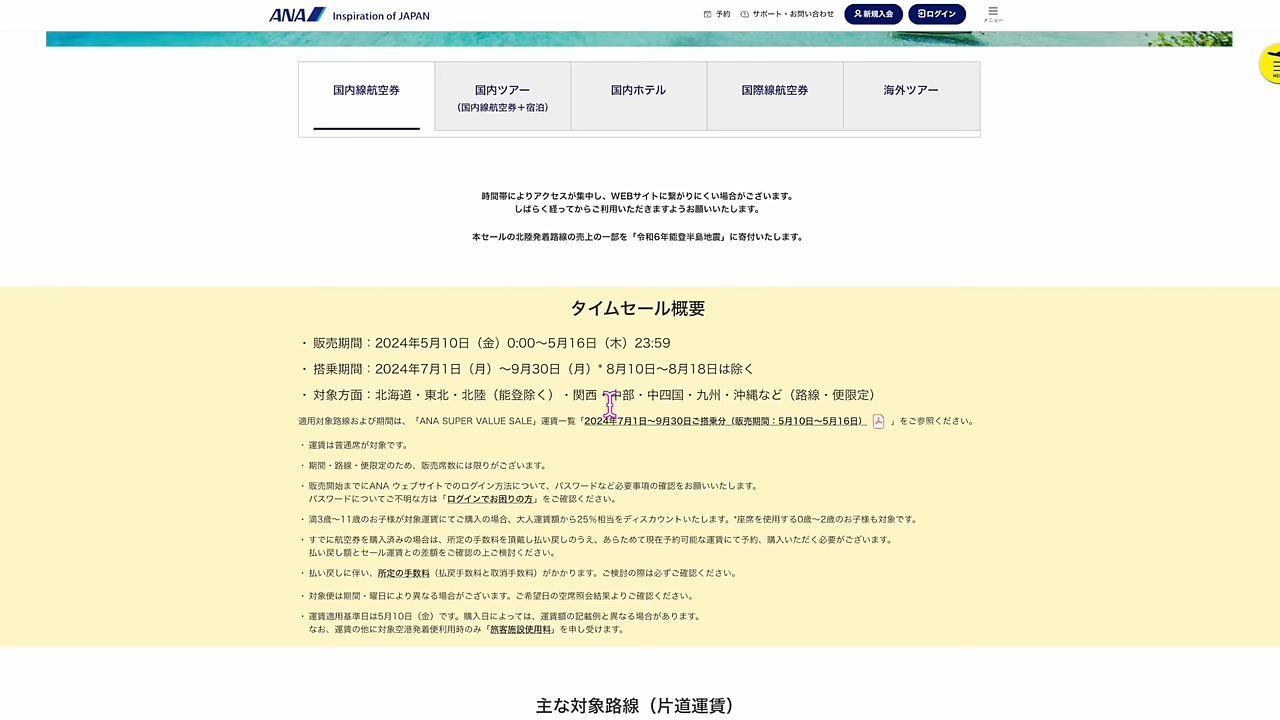 ANA Inspiration of JAPAN
予約 サポート・お問い合わせ 新規入会 ログイン
メニュー
国内線航空券 国内ツアー 国内ホテル 国際線航空券 海外ツアー
(国内線航空券＋宿泊)
時間帯によりアクセスが集中し、WEBサイトに繋がりにくい場合がございます。
しばらく経ってからご利用いただきますようお願いいたします。
本セールの北陸発着路線の売上の一部を「令和6年能登半島地震」に寄付いたします。
タイムセール概要
・ 販売期間：2024年5月10日（金）0:00〜5月16日（木）23:59
・ 搭乗期間：2024年7月1日（月）〜9月30日（月）* 8月10日〜8月18日は除く
・ 対象方面：北海道・東北・北陸（能登除く）・関西・中部・中四国・九州・沖縄など（路線・便限定）
適用対象路線および期間は、「ANA SUPER VALUE SALE」運賃一覧「2024年7月1日〜9月30日ご搭乗分（販売期間：5月10日〜5月16日）」をご参照ください。
・ 運賃は普通席が対象です。
・ 期間・路線・便限定のため、販売席数には限りがございます。
・ 販売開始までにANA ウェブサイトでのログイン方法について、パスワードなど必要事項の確認をお願いいたします。
パスワードについてご不明な方は「ログインでお困りの方」をご確認ください。
・ 満3歳〜11歳のお子様が対象運賃にてご購入の場合、大人運賃額から25％相当をディスカウントいたします。*座席を使用する0歳〜2歳のお子様も対象です。
・ すでに航空券を購入済みの場合は、所定の手数料を頂戴し払い戻しのうえ、あらためて現在予約可能な運賃にて予約、購入いただく必要がございます。
払い戻し額とセール運賃との差額をご確認の上ご検討ください。
・ 払い戻しに伴い、所定の手数料（払戻手数料と取消手数料）がかかります。ご検討の際は必ずご確認ください。
・ 対象便は期間・曜日により異なる場合がございます。ご希望日の空席照会結果よりご確認ください。
・ 運賃適用基準日は5月10日（金）です。購入日によっては、運賃額の記載例と異なる場合があります。
なお、運賃の他に対象空港発着便利用時のみ「旅客施設使用料」を申し受けます。
主な対象路線（片道運賃）